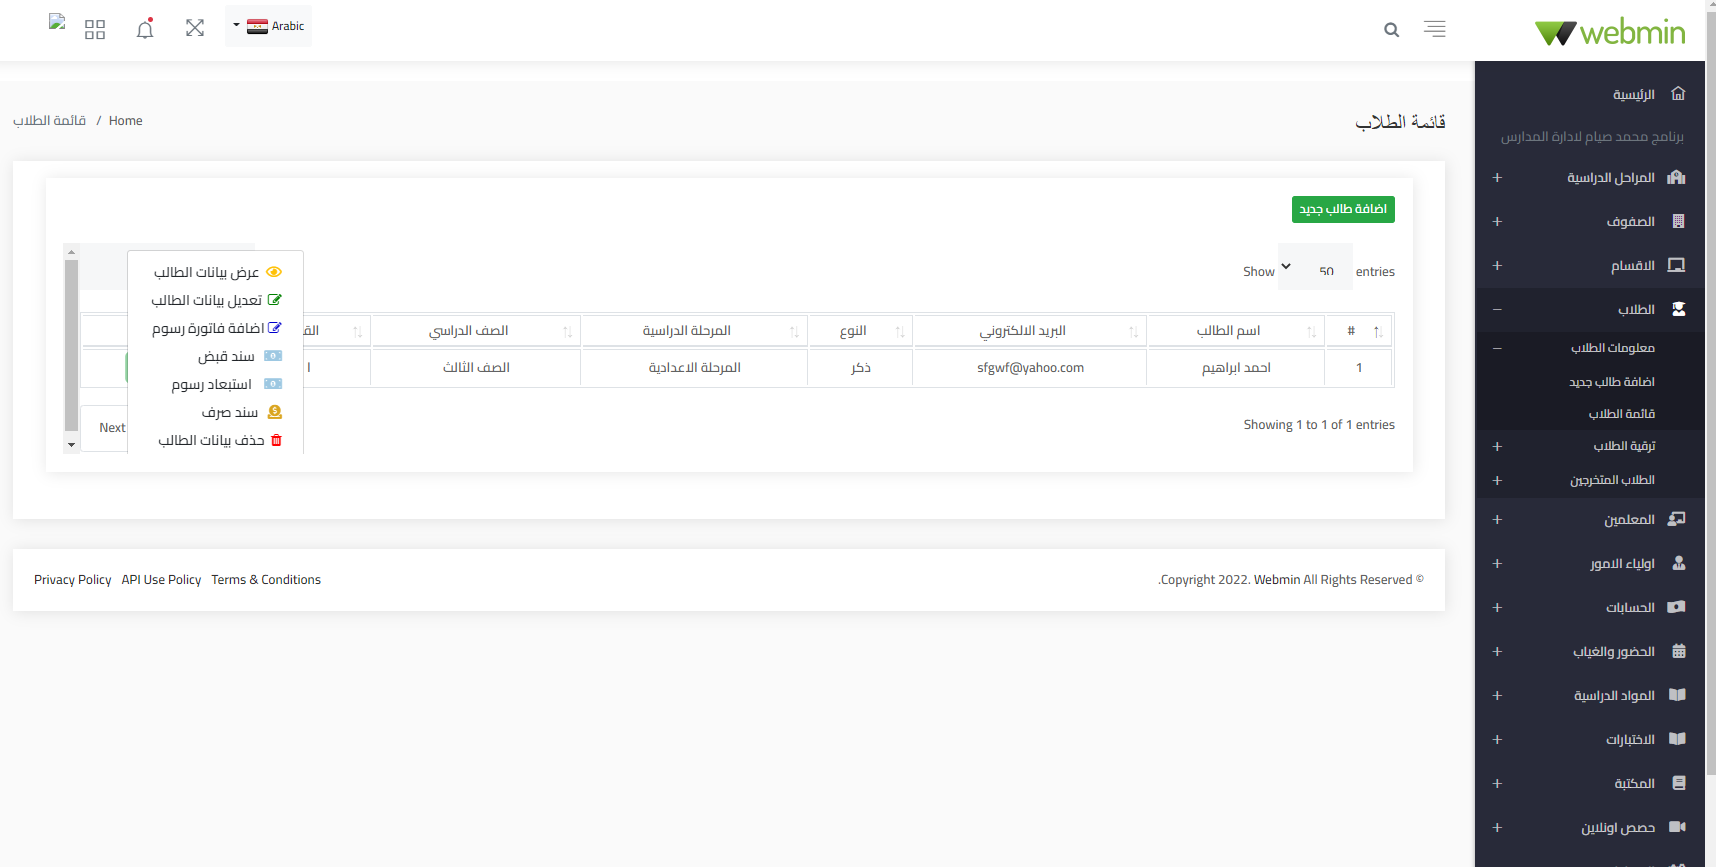 Arabic
webmin
الرئيسية
برنامج محمد صيام لادارة المدارس
المراحل الدراسية
الصفوف
الاقسام
الطلاب
معلومات الطلاب
اضافة طالب جديد
قائمة الطلاب
ترقية الطلاب
الطلاب المتخرجين
المعلمين
اولياء الامور
الحسابات
الحضور والغياب
المواد الدراسية
الاختبارات
المكتبة
حصص اونلاين
قائمة الطلاب
Home / قائمة الطلاب
اضافة طالب جديد
Show 50 entries
# اسم الطالب البريد الالكتروني النوع المرحلة الدراسية الصف الدراسي
1 احمد ابراهيم sfgwf@yahoo.com ذكر المرحلة الاعدادية الصف الثالث ا
عرض بيانات الطالب
تعديل بيانات الطالب
اضافة فاتورة رسوم
سند قبض
استبعاد رسوم
سند صرف
حذف بيانات الطالب
Showing 1 to 1 of 1 entries
Next
.Copyright 2022. Webmin All Rights Reserved ©
Privacy Policy API Use Policy Terms & Conditions